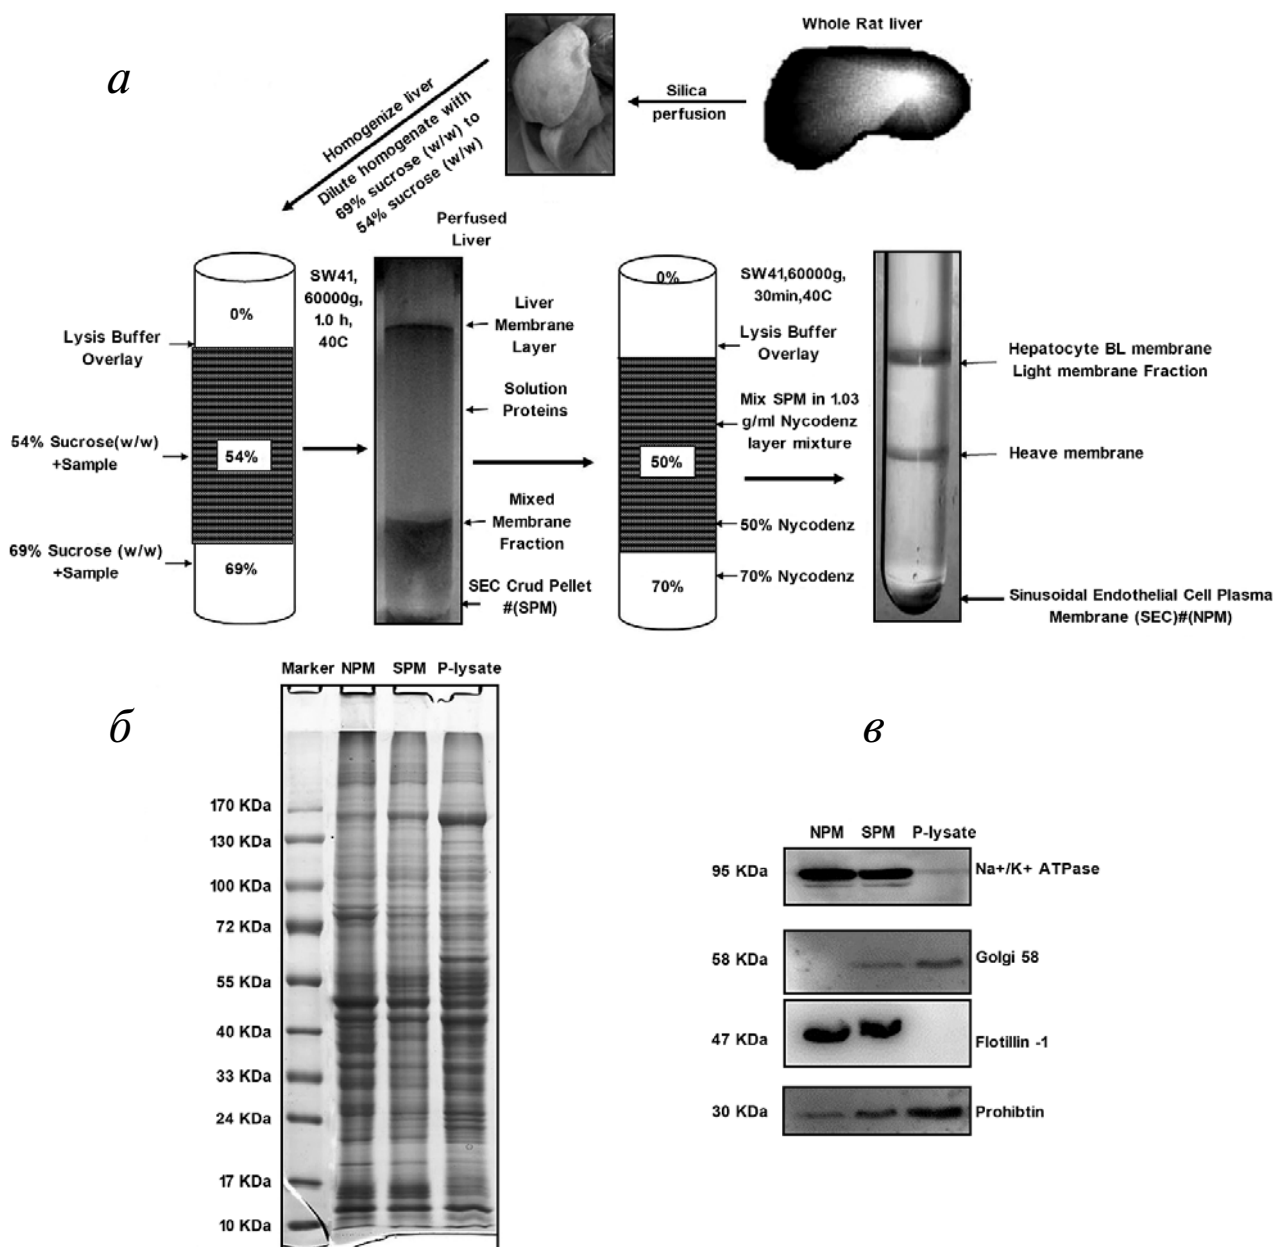 а
Whole Rat liver
Silica
perfusion
Homogenize liver
Dilute homogenate with
69% sucrose (w/w) to
54% sucrose (w/w)
Perfused
Liver
0%
54%
69%
Lysis Buffer
Overlay
54% Sucrose(w/w)
+Sample
69% Sucrose (w/w)
+Sample
SW41,
60000g,
1.0 h,
40C
Liver
Membrane
Layer
Solution
Proteins
Mixed
Membrane
Fraction
SEC Crud Pellet
#(SPM)
0%
50%
70%
SW41,60000g,
30min,40C
Lysis Buffer
Overlay
Mix SPM in 1.03
g/ml Nycodenz
layer mixture
50% Nycodenz
70% Nycodenz
Hepatocyte BL membrane
Light membrane Fraction
Heave membrane
Sinusoidal Endothelial Cell Plasma
Membrane (SEC)#(NPM)
б
Marker NPM SPM P-lysate
170 KDa
130 KDa
100 KDa
72 KDa
55 KDa
40 KDa
33 KDa
24 KDa
17 KDa
10 KDa
в
NPM SPM P-lysate
95 KDa Na+/K+ ATPase
58 KDa Golgi 58
47 KDa Flotillin -1
30 KDa Prohibtin